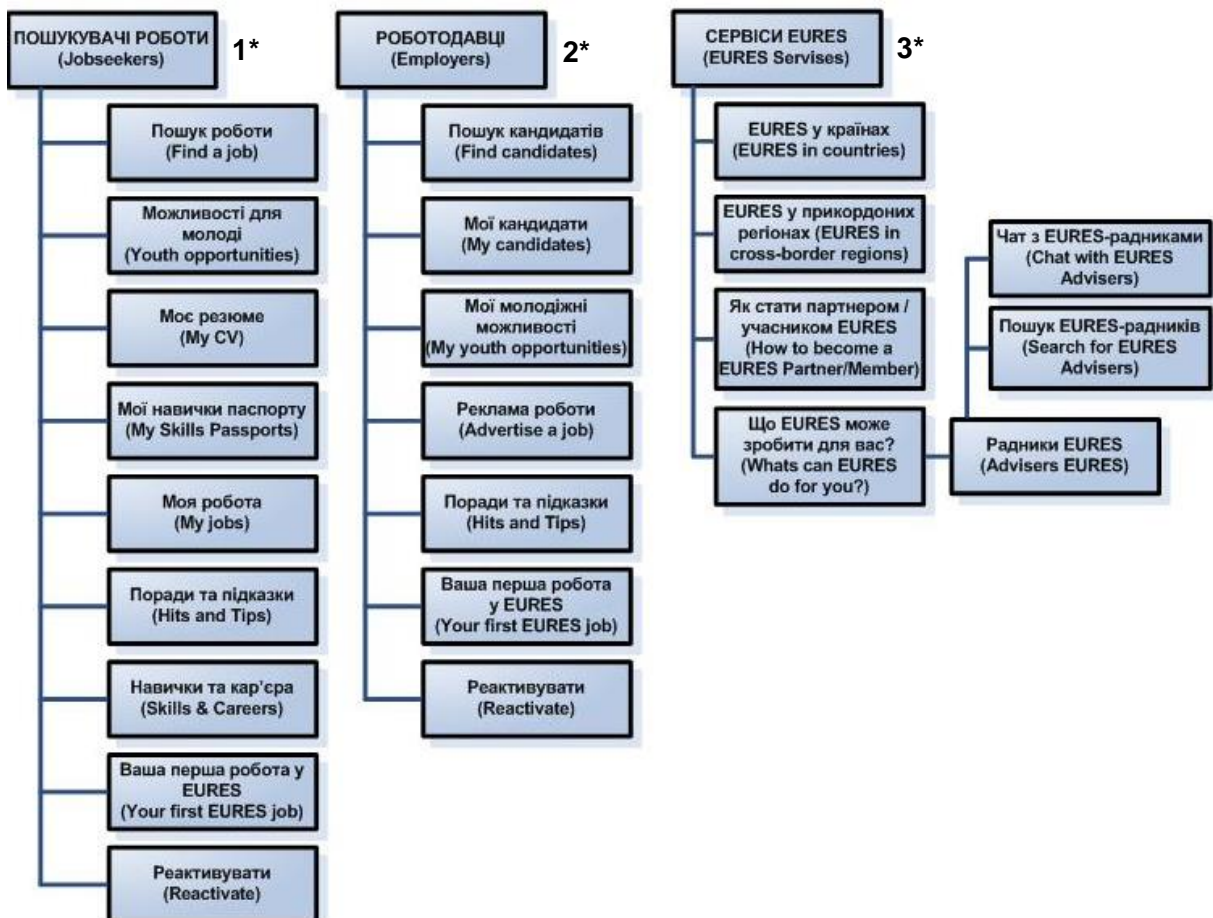 ПОШУКУВАЧІ РОБОТИ
(Jobseekers)
1*
Пошук роботи
(Find a job)
Можливості для
молоді
(Youth opportunities)
Моє резюме
(My CV)
Мої навички паспорту
(My Skills Passports)
Моя робота
(My jobs)
Поради та підказки
(Hits and Tips)
Навички та кар'єра
(Skills & Careers)
Ваша перша робота у
EURES
(Your first EURES job)
Реактивувати
(Reactivate)
РОБОТОДАВЦІ
(Employers)
2*
Пошук кандидатів
(Find candidates)
Мої кандидати
(My candidates)
Мої молодіжні
можливості
(My youth opportunities)
Реклама роботи
(Advertise a job)
Поради та підказки
(Hits and Tips)
Ваша перша робота
у EURES
(Your first EURES job)
Реактивувати
(Reactivate)
СЕРВІСИ EURES
(EURES Servises)
3*
EURES у країнах
(EURES in countries)
EURES у прикордоних
регіонах (EURES in
cross-border regions)
Як стати партнером /
учасником EURES
(How to become a
EURES Partner/Member)
Що EURES може
зробити для вас?
(Whats can EURES
do for you?)
Чат з EURES-радниками
(Chat with EURES
Advisers)
Пошук EURES-радників
(Search for EURES
Advisers)
Радники EURES
(Advisers EURES)